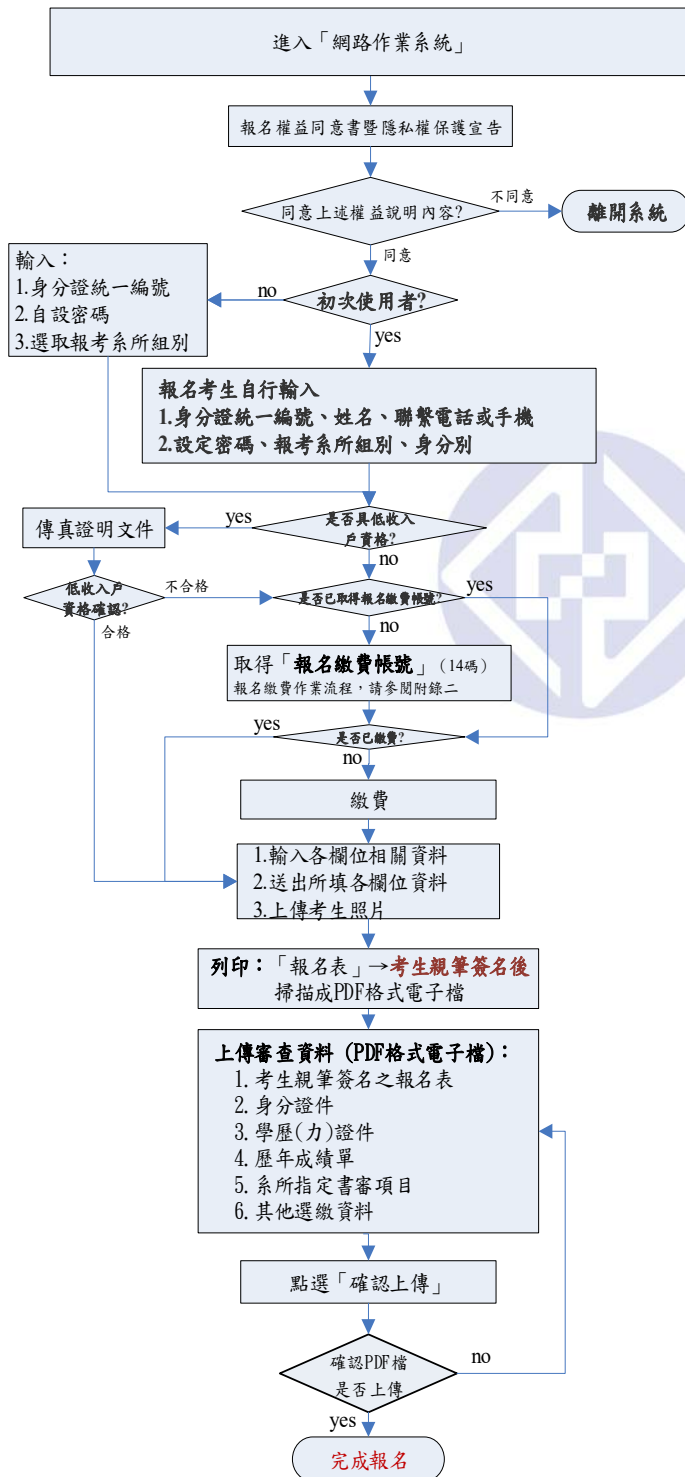 進入「網路作業系統」
報名權益同意書暨隱私權保護宣告
同意上述權益說明內容?
不同意
離開系統
同意
初次使用者?
no
輸入：
1.身分證統一編號
2.自設密碼
3.選取報考系所組別
yes
報名考生自行輸入
1.身分證統一編號、姓名、聯繫電話或手機
2.設定密碼、報考系所組別、身分別
是否具低收入
戶資格?
yes
傳真證明文件
no
低收入戶
資格確認?
不合格
合格
是否已取得報名繳費帳號?
yes
no
取得「報名繳費帳號」（14碼）
報名繳費作業流程，請參閱附錄二
是否已繳費?
yes
no
繳費
1.輸入各欄位相關資料
2.送出所填各欄位資料
3.上傳考生照片
列印：「報名表」→考生親筆簽名後
掃描成PDF格式電子檔
上傳審查資料 (PDF格式電子檔)：
1. 考生親筆簽名之報名表
2. 身分證件
3. 學歷(力)證件
4. 歷年成績單
5. 系所指定書審項目
6. 其他選繳資料
點選「確認上傳」
確認PDF檔
是否上傳
no
yes
完成報名